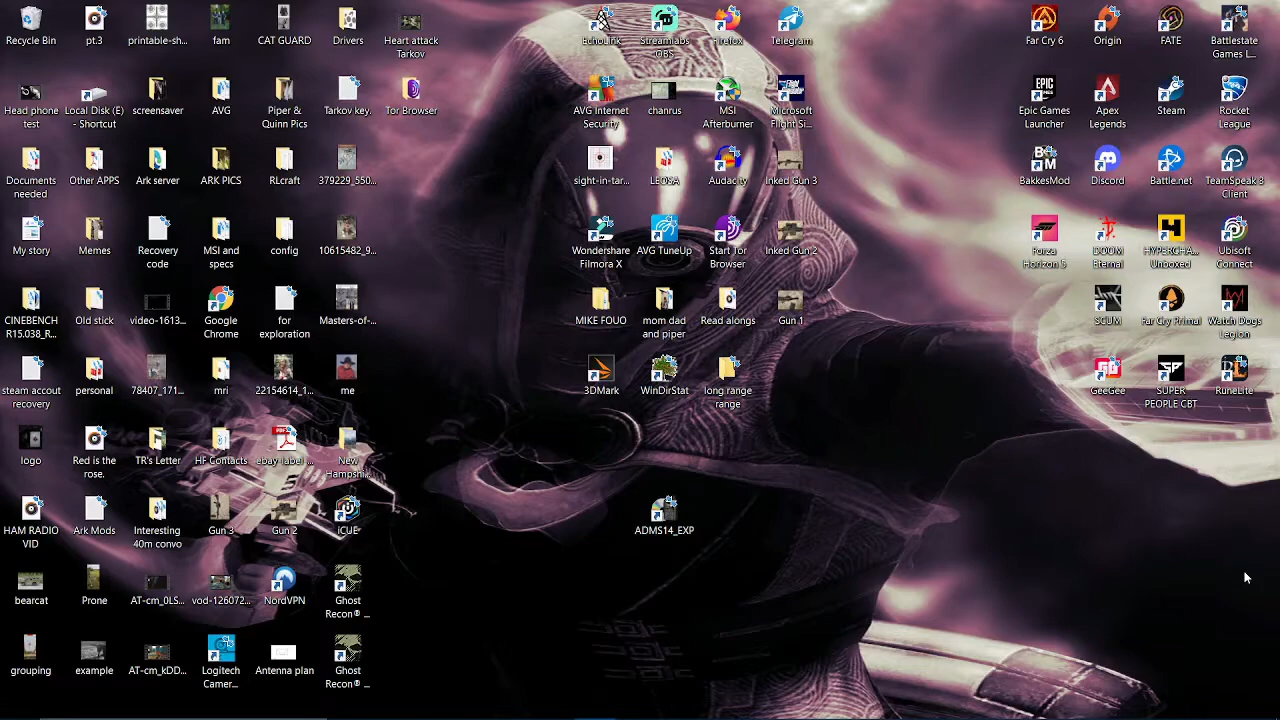 Recycle Bin
1.3
printable-sh...
fam
CAT GUARD
Drivers
Heart attack
Tarkov
EchoLink
Streamlabs
OBS
Firefox
Telegram
Far Cry 6
Origin
FATE
Battlestate
Games L...
Head phone
test
Local Disk (E)
- Shortcut
screensaver
AVG
Piper &
Quinn Pics
Tarkov key.
Tor Browser
AVG Internet
Security
chanrus
MSI
Afterburner
Microsoft
Flight Si...
Epic Games
Launcher
Apex
Legends
Steam
Rocket
League
Documents
needed
Other APPS
Ark server
ARK PICS
RLcraft
379229_550...
sight-in-tar...
LEOSA
Audacity
Inked Gun 3
BakkesMod
Discord
Battle.net
TeamSpeak 3
Client
My story
Memes
Recovery
code
MSI and
specs
config
10615482_9...
Wondershare
Filmora X
AVG TuneUp
Start Tor
Browser
Inked Gun 2
Forza
Horizon 5
DOOM
Eternal
HYPERCHA...
Unboxed
Ubisoft
Connect
CINEBENCH
R15.038_R...
Old stick
video-1613...
Google
Chrome
for
exploration
Masters-of-...
MIKE FOUO
mom dad
and piper
Read alongs
Gun 1
SCUM
Far Cry Primal
Watch Dogs
Legion
steam account
recovery
personal
78407_171...
mri
22154614_1...
me
3DMark
WinDirStat
long range
range
GeeGee
SUPER
PEOPLE CBT
RuneLite
logo
Red is the
rose.
TR's Letter
HF Contacts
ebay label ...
New
Hampshi...
HAM RADIO
VID
Ark Mods
Interesting
40m convo
Gun 3
Gun 2
iCUE
ADMS14_EXP
bearcat
Prone
AT-cm_0LS...
vod-126072...
NordVPN
Ghost
Recon® ...
grouping
example
AT-cm_kDD...
Logitech
Camer...
Antenna plan
Ghost
Recon® ...